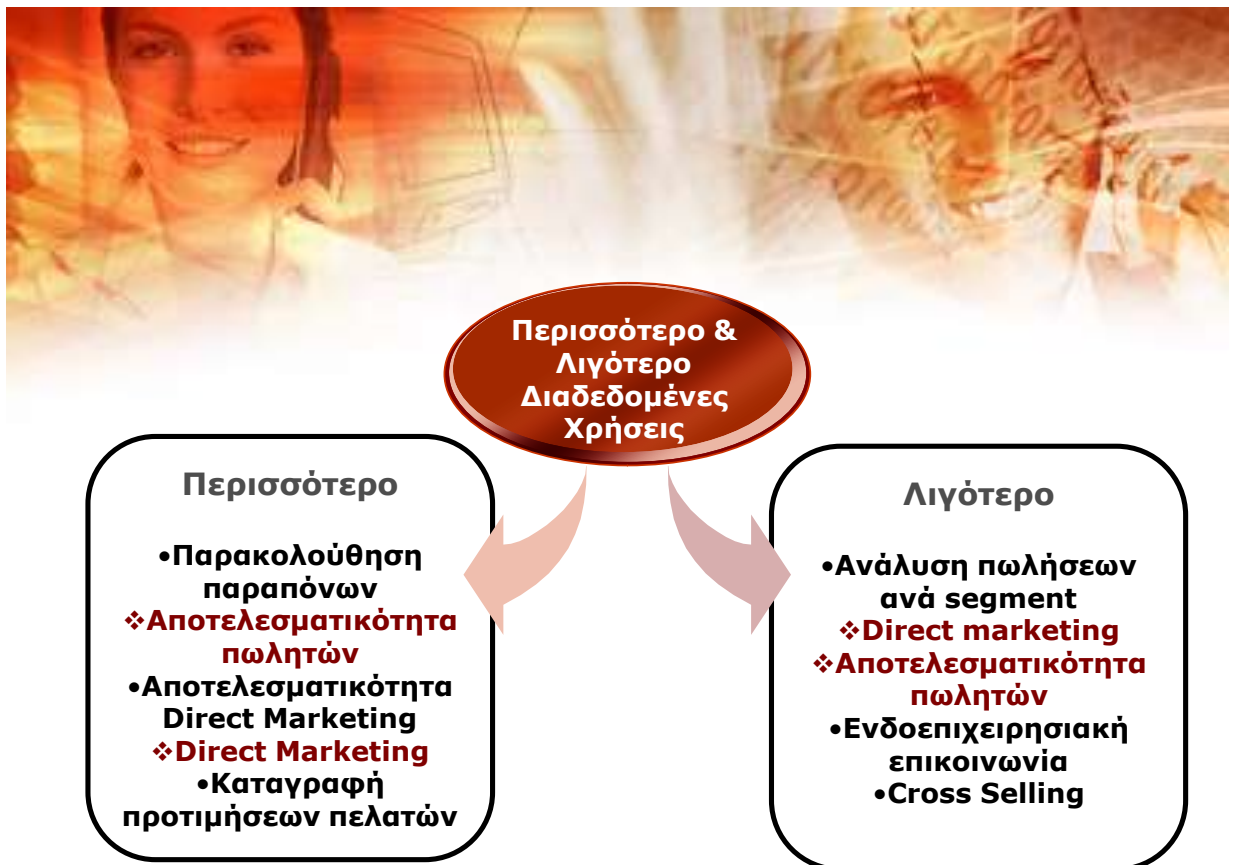 Περισσότερο &
Λιγότερο
Διαδεδομένες
Χρήσεις
Περισσότερο
•Παρακολούθηση
παραπόνων
❖Αποτελεσματικότητα
πωλητών
•Αποτελεσματικότητα
Direct Marketing
❖Direct Marketing
•Καταγραφή
προτιμήσεων πελατών
Λιγότερο
•Ανάλυση πωλήσεων
ανά segment
❖Direct marketing
❖Αποτελεσματικότητα
πωλητών
•Ενδοεπιχειρησιακή
επικοινωνία
•Cross Selling